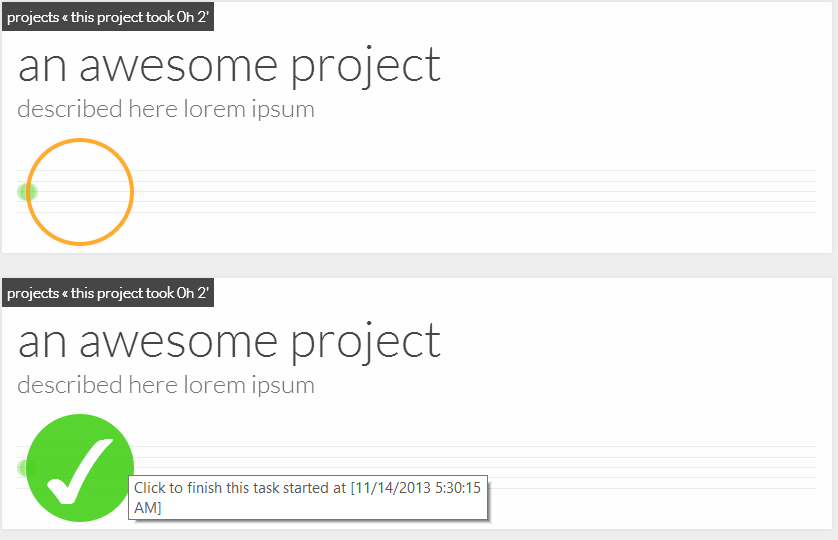 projects « this project took 0h 2'
an awesome project
described here lorem ipsum
projects « this project took 0h 2'
an awesome project
described here lorem ipsum
Click to finish this task started at [11/14/2013 5:30:15
AM]